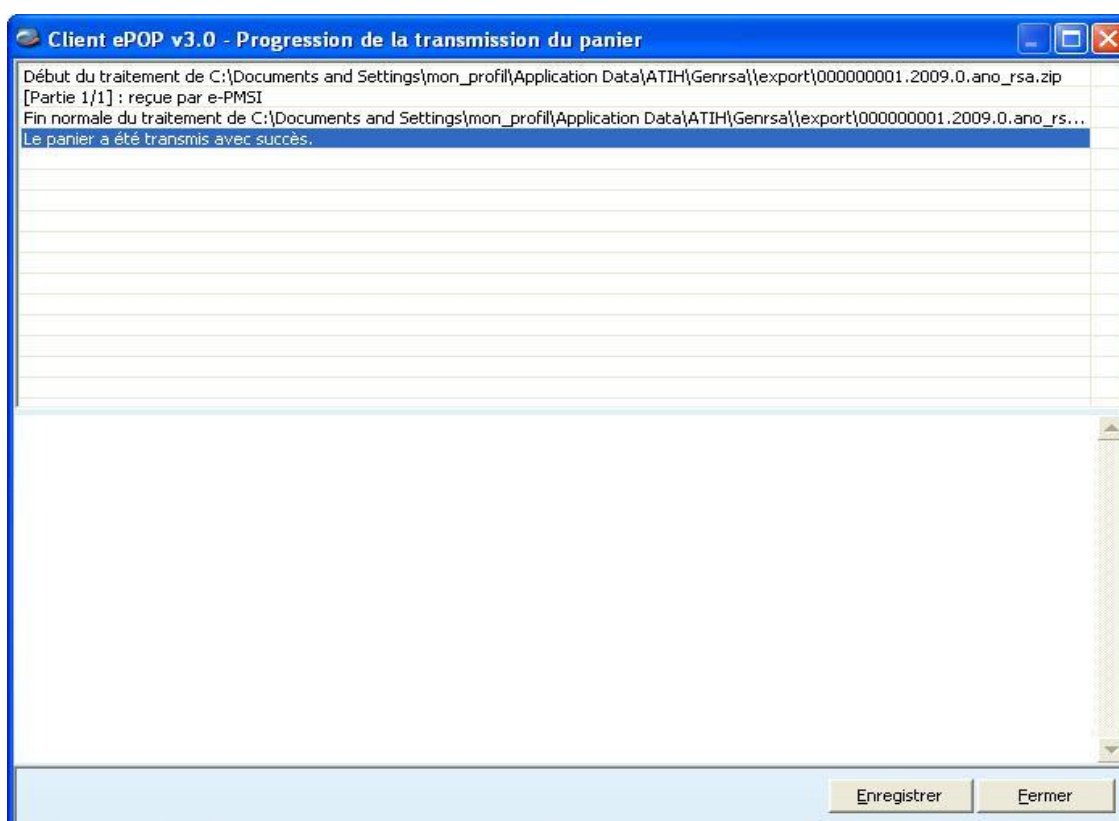 Client ePOP v3.0 - Progression de la transmission du panier
Début du traitement de C:\Documents and Settings\mon_profil\Application Data\ATIH\Genrsa\\export\000000001.2009.0.ano_rsa.zip
[Partie 1/1] : reçue par e-PMSI
Fin normale du traitement de C:\Documents and Settings\mon_profil\Application Data\ATIH\Genrsa\\export\000000001.2009.0.ano_rs...
Le panier a été transmis avec succès.
Enregistrer
Fermer